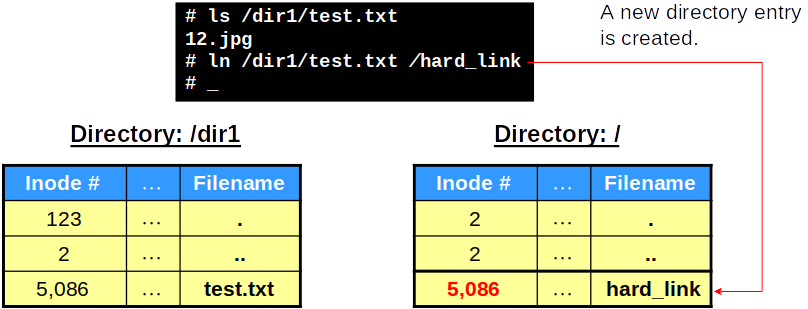 # ls /dir1/test.txt
12.jpg
# ln /dir1/test.txt /hard_link
# _
A new directory entry
is created.
Directory: /dir1
Inode # … Filename
123 … .
2 … ..
5,086 … test.txt
Directory: /
Inode # … Filename
2 … .
2 … ..
5,086 … hard_link